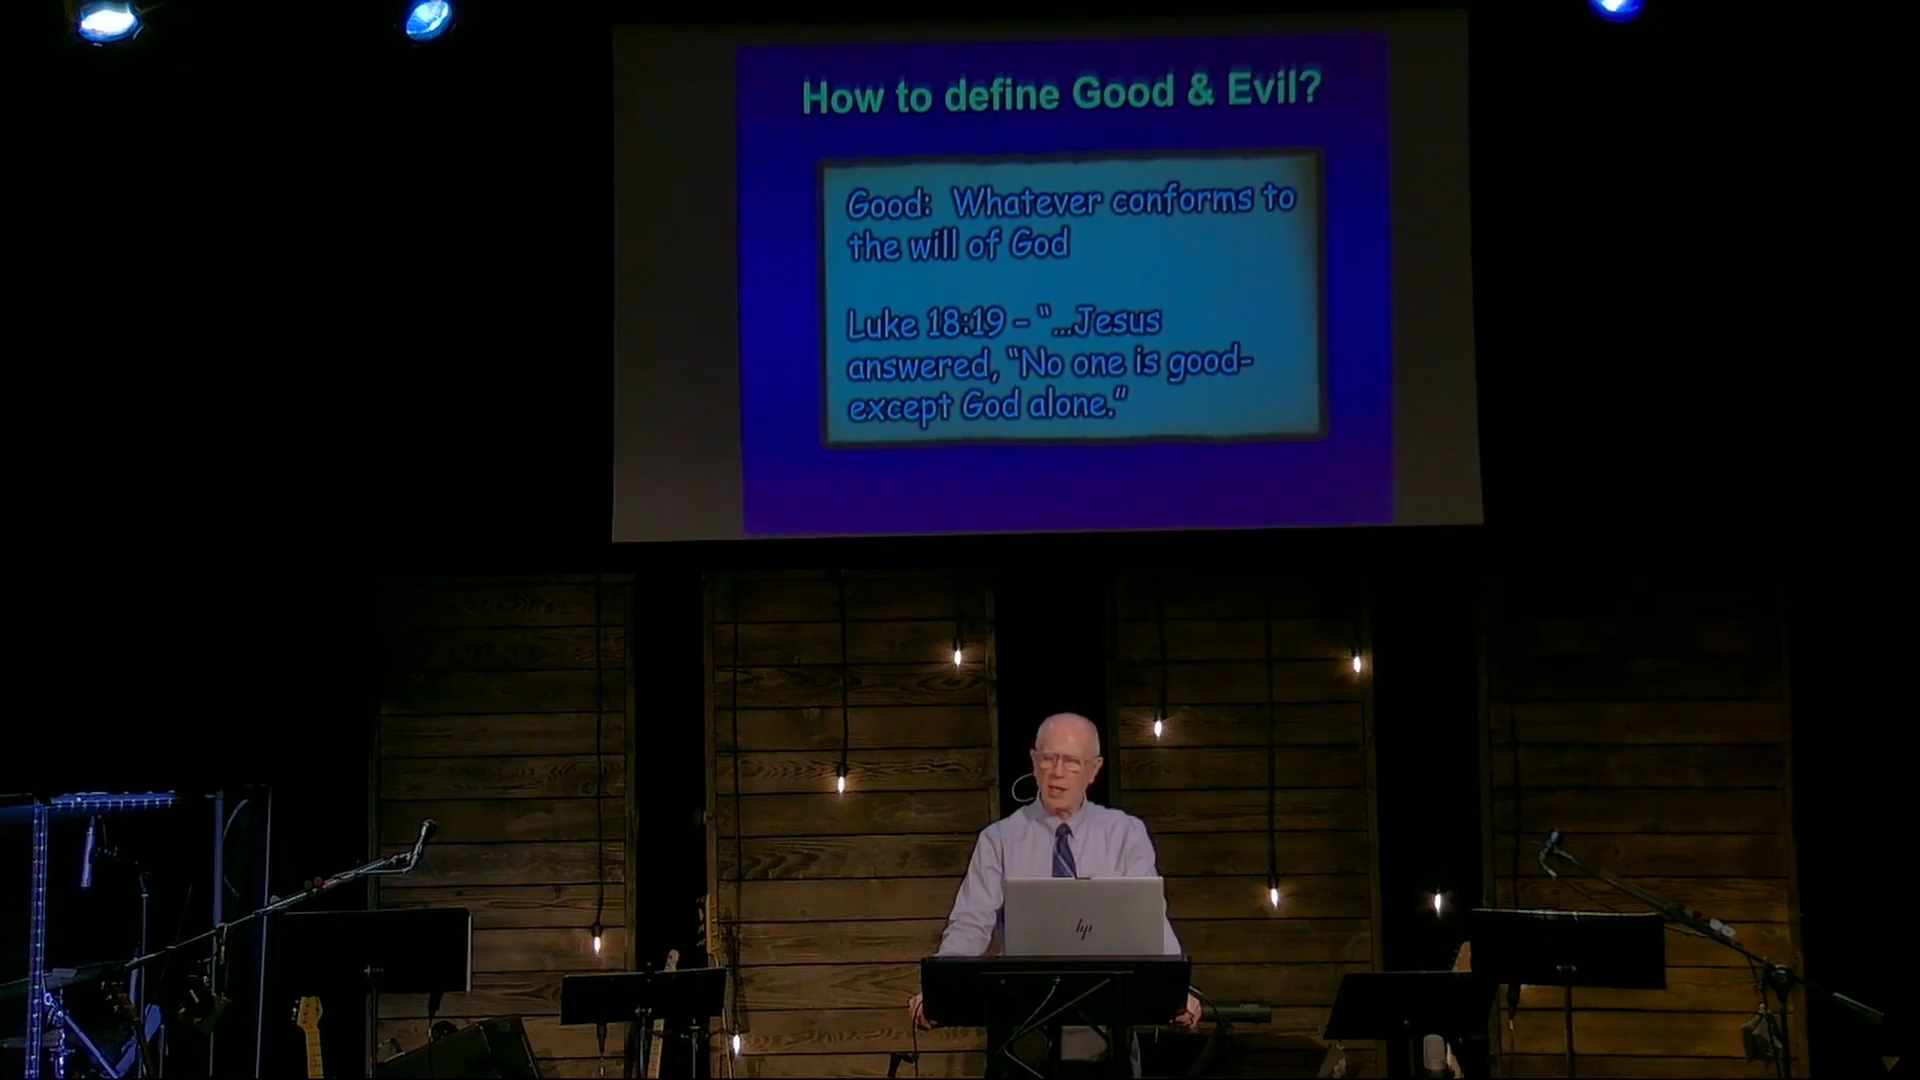 How to define Good & Evil?
Good: Whatever conforms to
the will of God
Luke 18:19 – “...Jesus
answered, “No one is good-
except God alone.”
hp